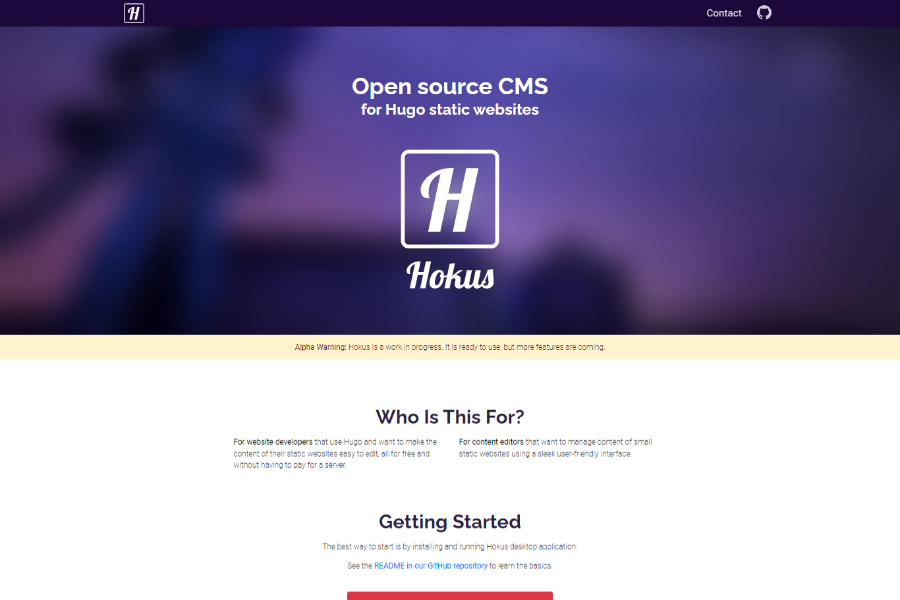 H
Contact
Open source CMS
for Hugo static websites
H
Hokus
Alpha Warning: Hokus is a work in progress. It is ready to use, but more features are coming.
Who Is This For?
For website developers that use Hugo and want to make the
content of their static websites easy to edit, all for free and
without having to pay for a server.
For content editors that want to manage content of small
static websites using a sleek user-friendly interface.
Getting Started
The best way to start is by installing and running Hokus desktop application.
See the README in our GitHub repository to learn the basics.